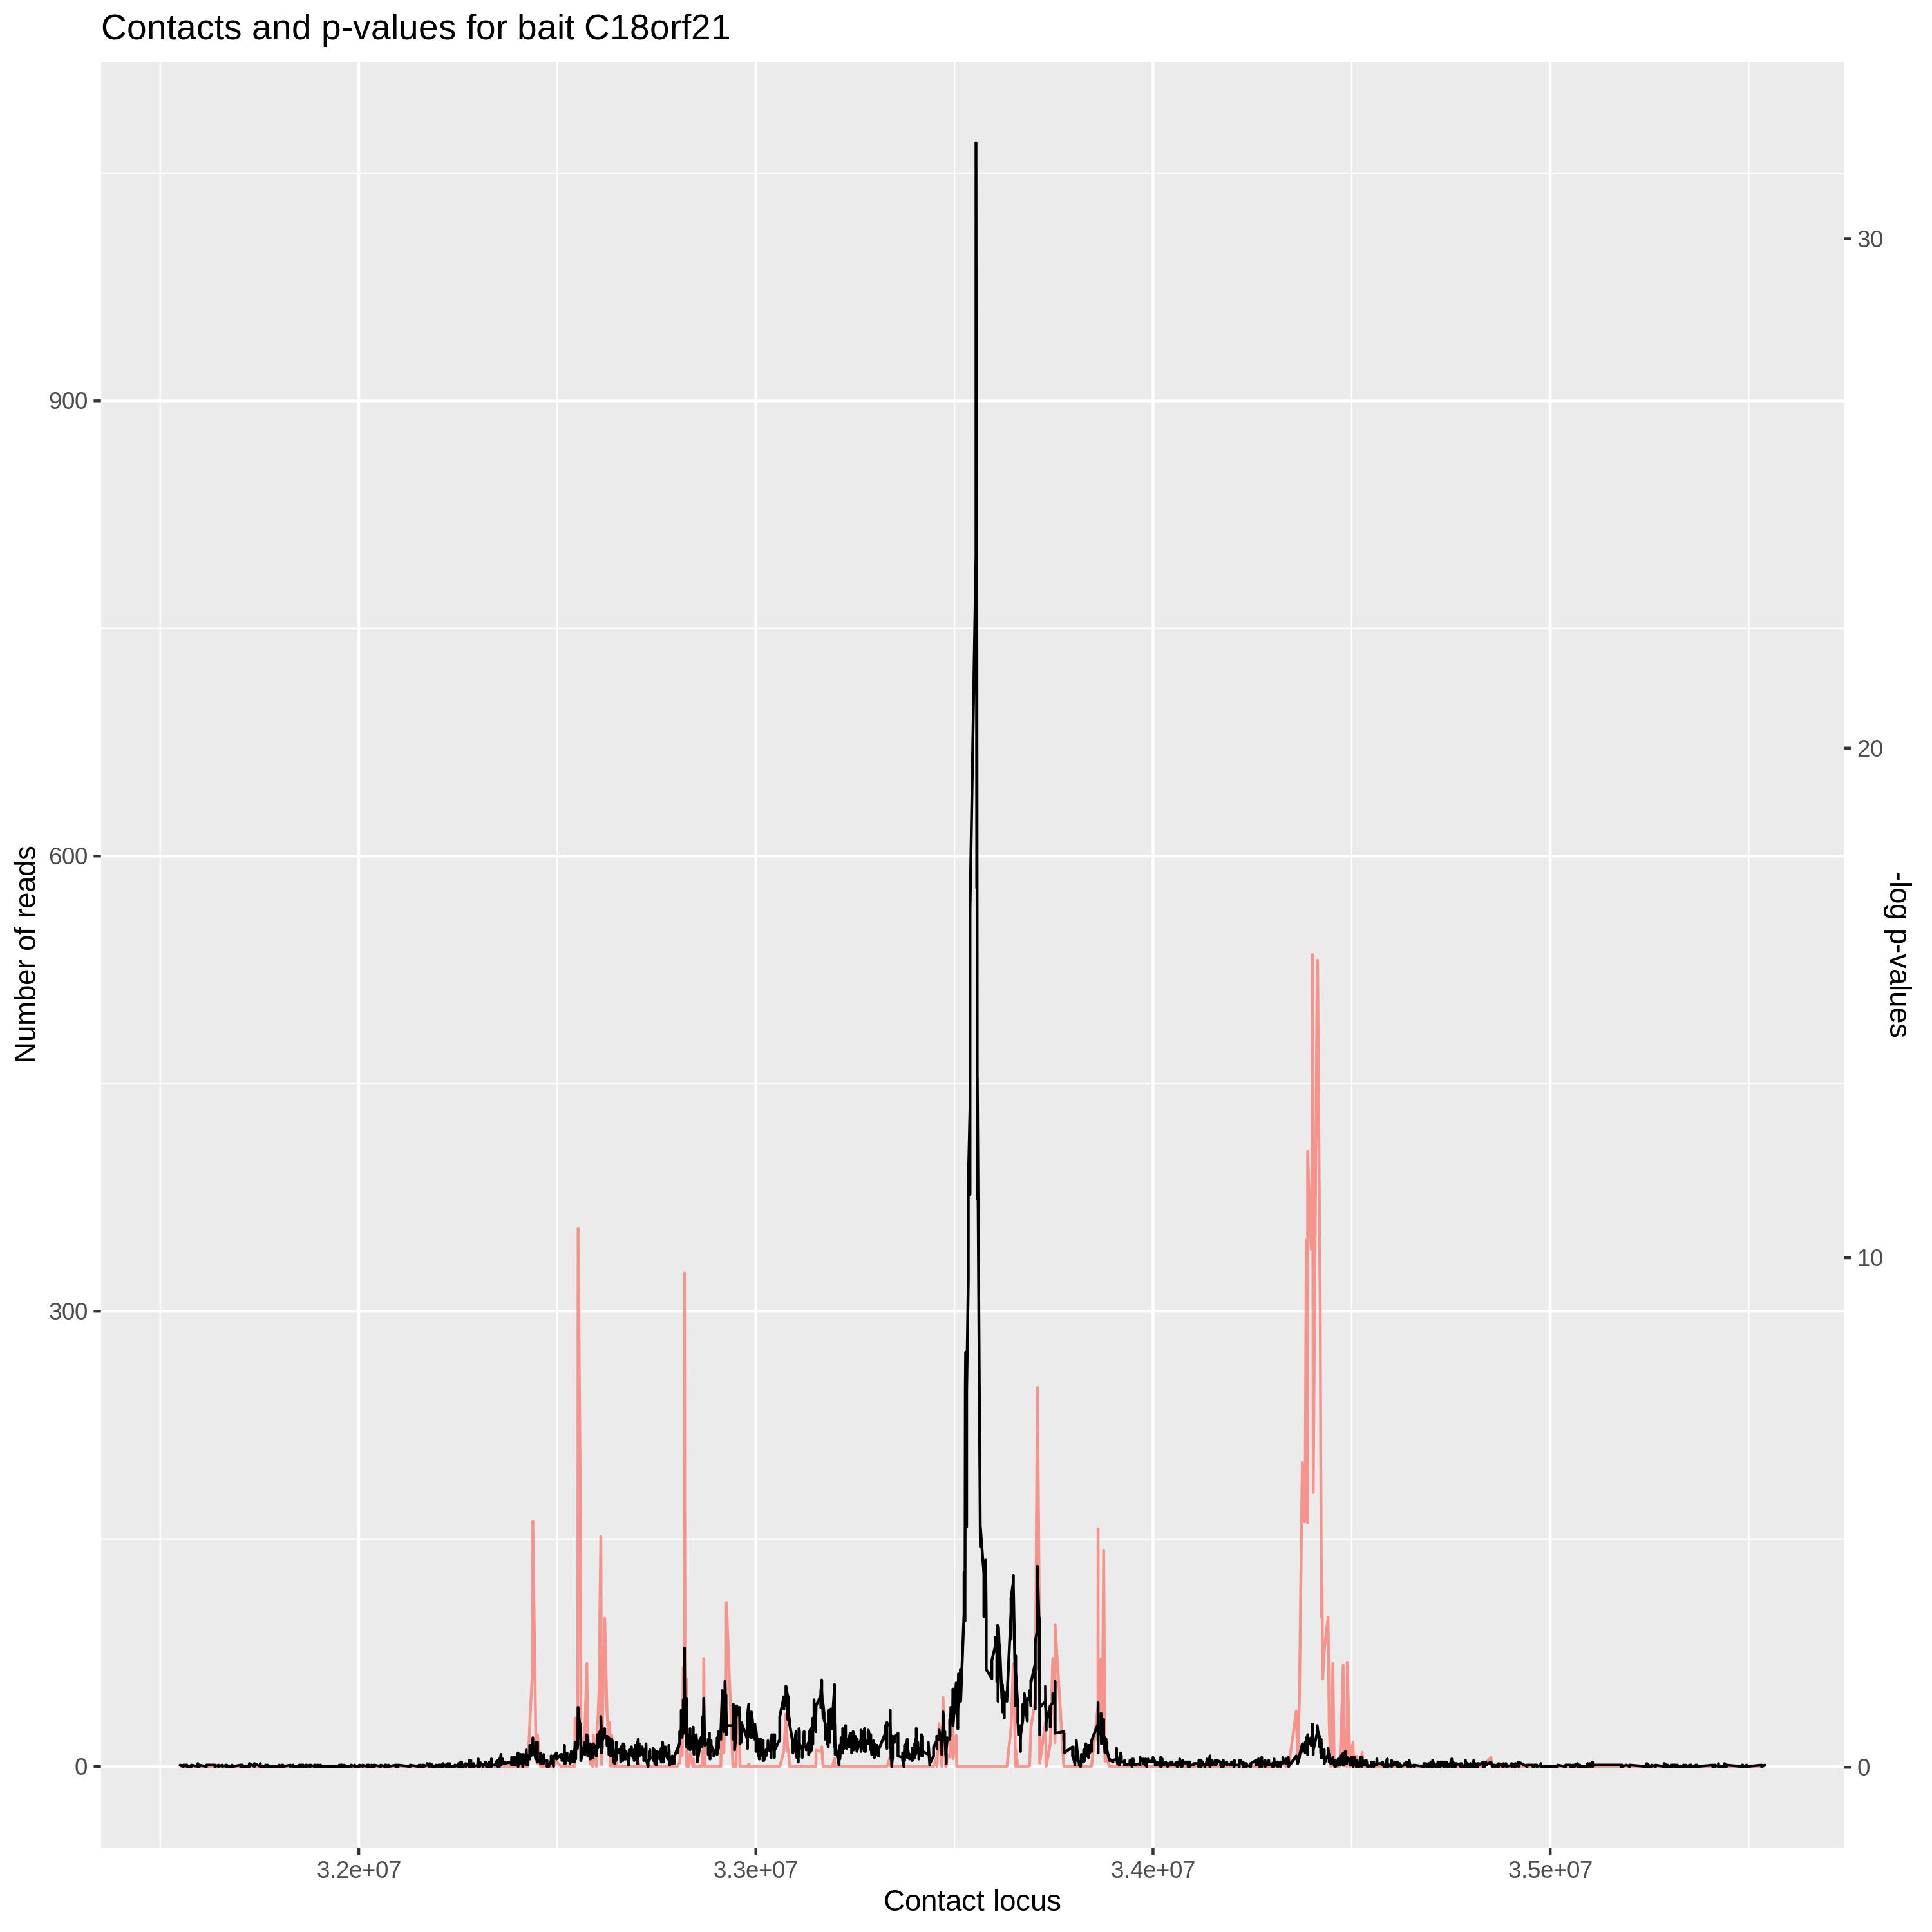 Contacts and p-values for bait C18orf21
30
900
20
600
Number of reads
-log p-values
10
300
0
0
3.2e+07
3.3e+07
3.4e+07
3.5e+07
Contact locus